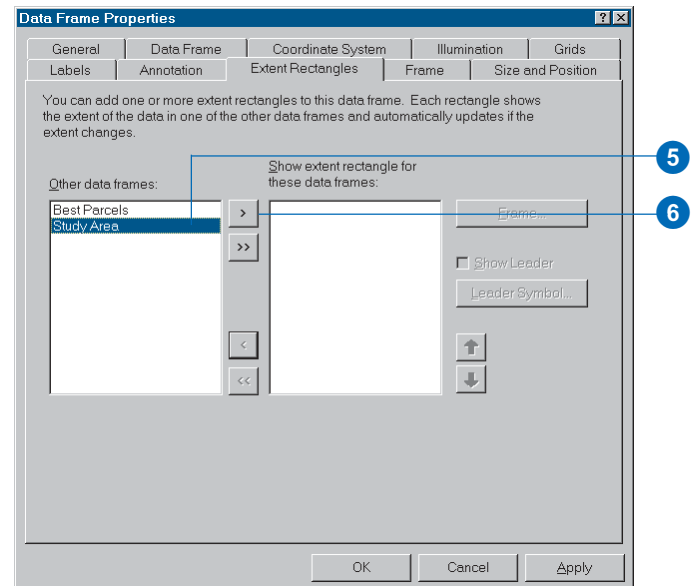 Data Frame Properties
? ×
General Data Frame Coordinate System Illumination Grids
Labels Annotation Extent Rectangles Frame Size and Position
You can add one or more extent rectangles to this data frame. Each rectangle shows
the extent of the data in one of the other data frames and automatically updates if the
extent changes.
Other data frames:
Show extent rectangle for
these data frames:
5
Best Parcels
Study Area
>
>>
<
<<
6
Frame...
Show Leader
Leader Symbol...
OK Cancel Apply